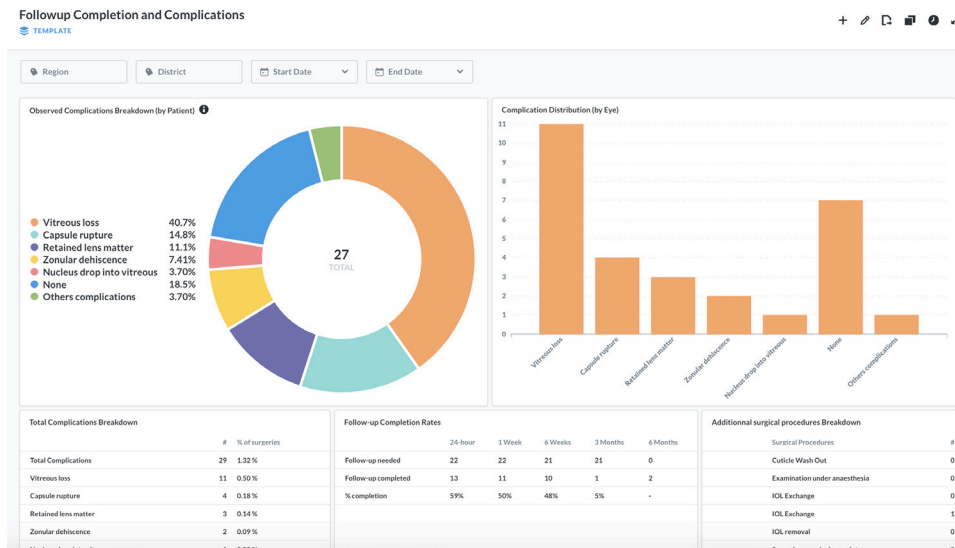 Followup Completion and Complications
TEMPLATE
Region
District
Start Date
End Date
Observed Complications Breakdown (by Patient)
Vitreous loss 40.7%
Capsule rupture 14.8%
Retained lens matter 11.1%
Zonular dehiscence 7.41%
Nucleus drop into vitreous 3.70%
None 18.5%
Others complications 3.70%
27
TOTAL
Complication Distribution (by Eye)
11
10
9
8
7
6
5
4
3
2
1
0
Vitreous loss
Capsule rupture
Retained lens matter
Zonular dehiscence
Nucleus drop into vitreous
None
Others complications
Total Complications Breakdown
# % of surgeries
Total Complications 29 1.32 %
Vitreous loss 11 0.50 %
Capsule rupture 4 0.18 %
Retained lens matter 3 0.14 %
Zonular dehiscence 2 0.09 %
Follow-up Completion Rates
24-hour 1 Week 6 Weeks 3 Months 6 Months
Follow-up needed 22 22 21 21 0
Follow-up completed 13 11 10 1 2
% completion 59% 50% 48% 5% -
Additionnal surgical procedures Breakdown
Surgical Procedures #
Cuticle Wash Out 0
Examination under anaesthesia 0
IOL Exchange 0
IOL Exchange 1
IOL removal 0